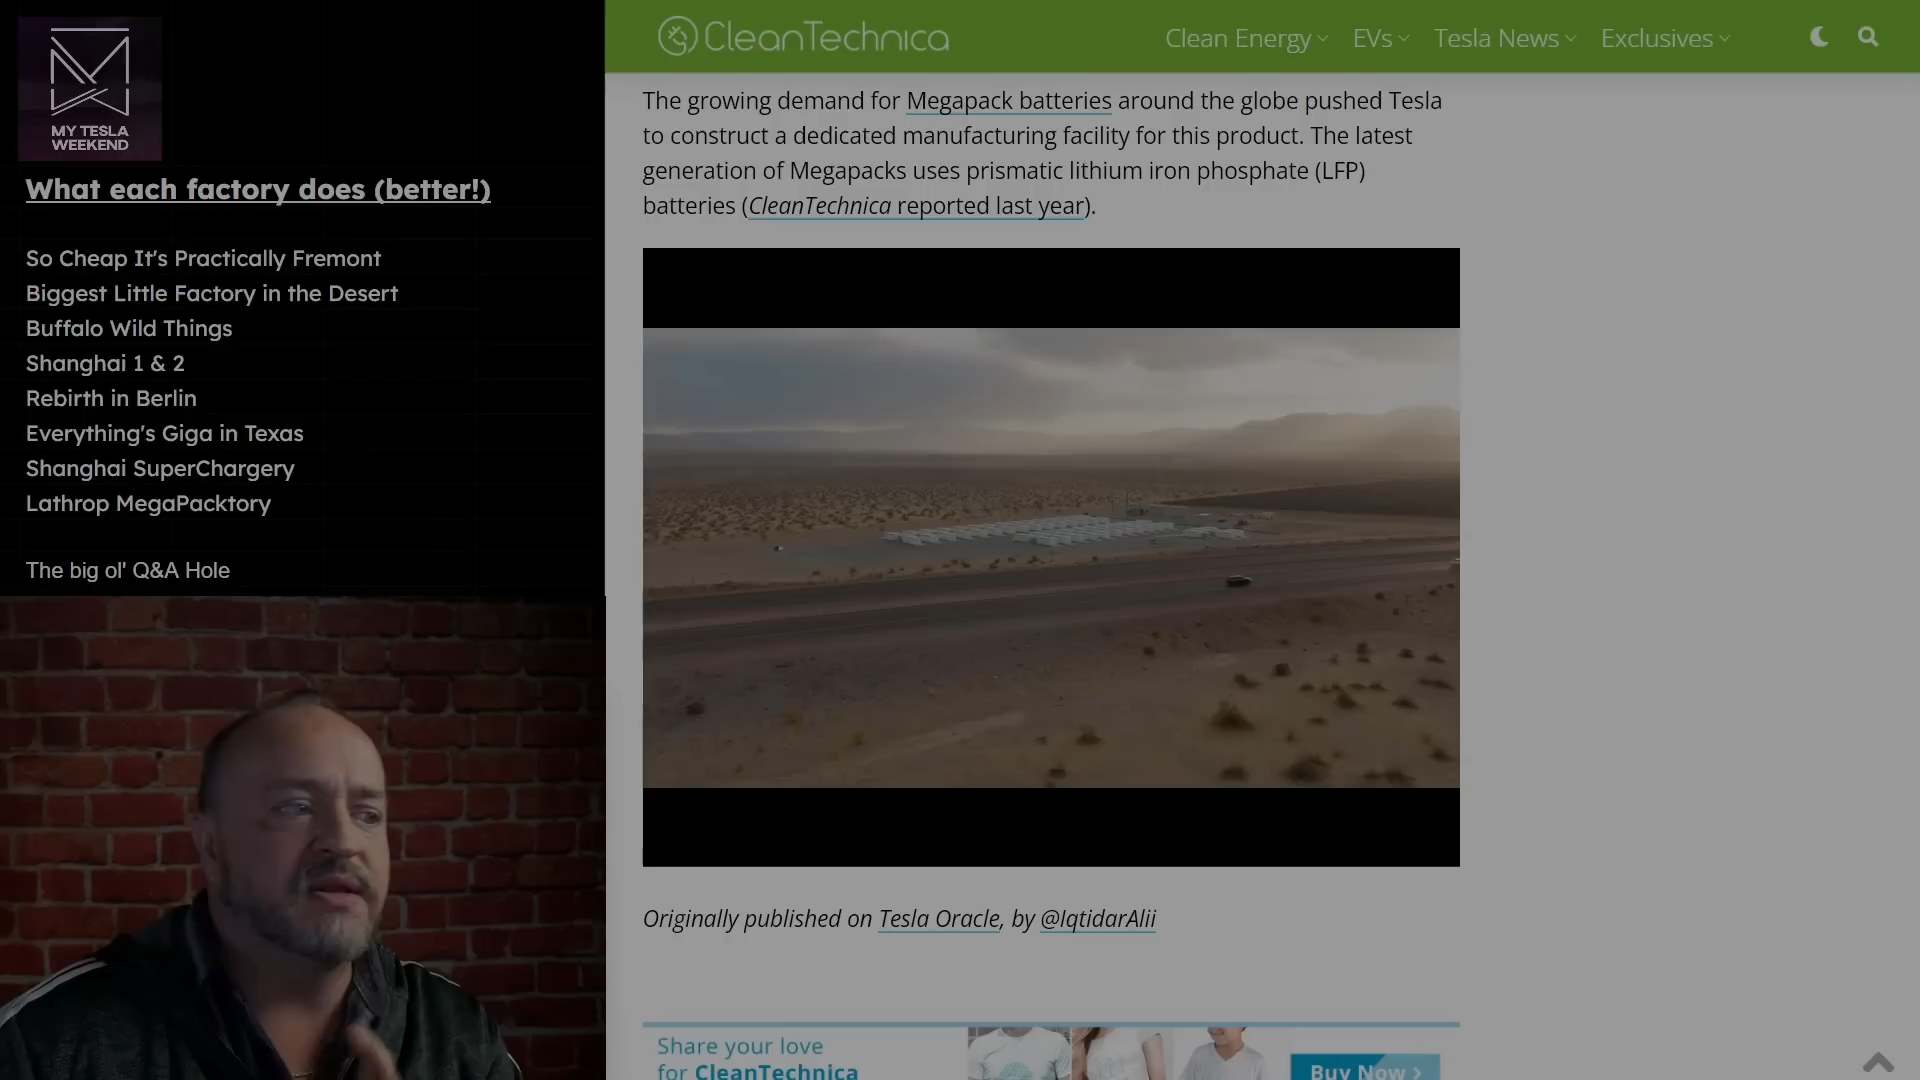 MY TESLA
WEEKEND
What each factory does (better!)
So Cheap It's Practically Fremont
Biggest Little Factory in the Desert
Buffalo Wild Things
Shanghai 1 & 2
Rebirth in Berlin
Everything's Giga in Texas
Shanghai SuperChargery
Lathrop MegaPacktory
The big ol' Q&A Hole
CleanTechnica
Clean Energy EVs Tesla News Exclusives
The growing demand for Megapack batteries around the globe pushed Tesla
to construct a dedicated manufacturing facility for this product. The latest
generation of Megapacks uses prismatic lithium iron phosphate (LFP)
batteries (CleanTechnica reported last year).
Originally published on Tesla Oracle, by @IqtidarAlii
Share your love
for CleanTechnica
Buy Now >